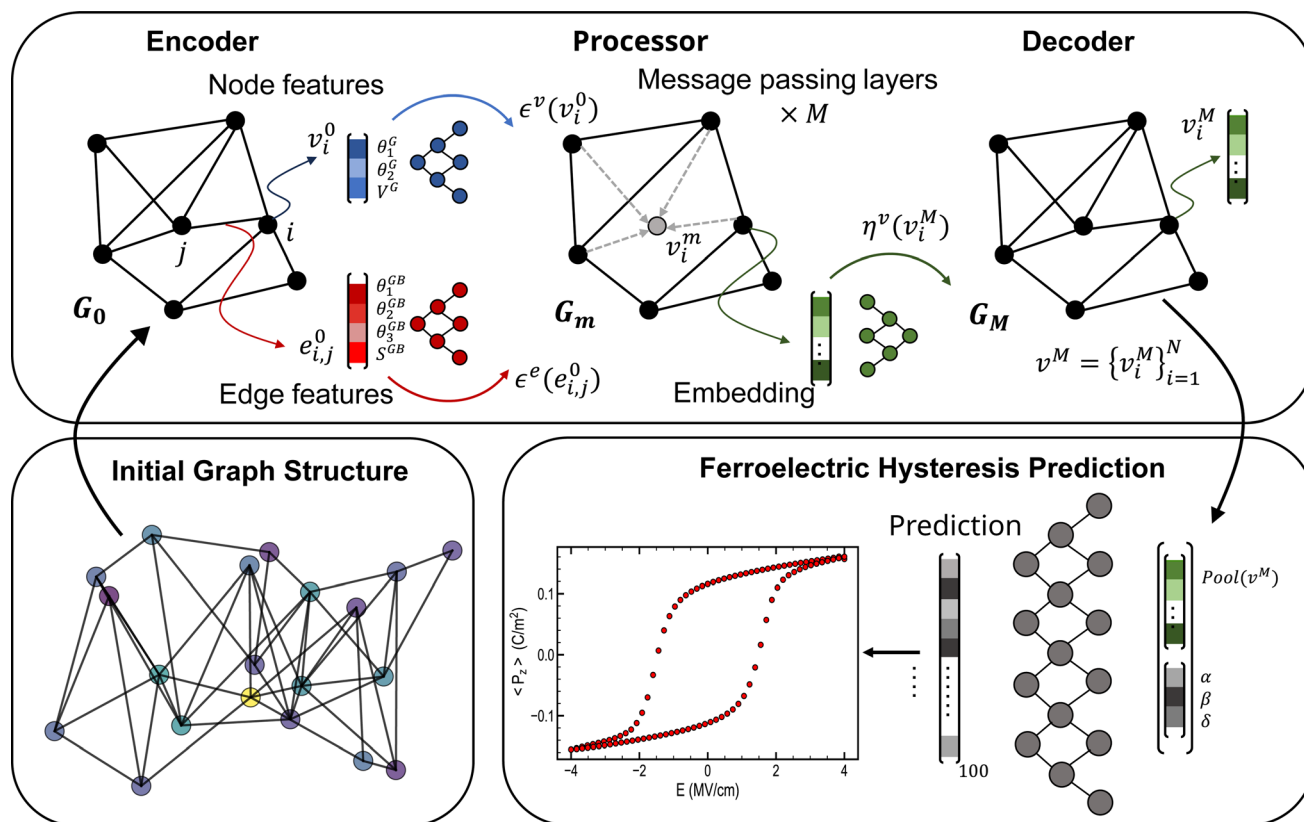 Encoder
Processor
Decoder
Node features
v_i^0
θ_1^G
θ_2^G
V^G
ϵ^v(v_i^0)
Message passing layers
× M
v_i^M
j
i
v_i^m
η^v(v_i^M)
G_0
G_m
G_M
θ_1^GB
θ_2^GB
θ_3^GB
S^GB
e_{i,j}^0
ϵ^e(e_{i,j}^0)
Edge features
Embedding
v^M = {v_i^M}_{i=1}^N
Initial Graph Structure
Ferroelectric Hysteresis Prediction
Prediction
Pool(v^M)
α
β
δ
100
< P_z > (C/m²)
0.1
0.0
−0.1
−4 −2 0 2 4
E (MV/cm)